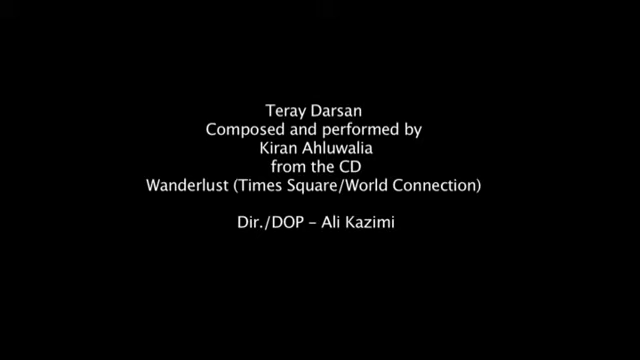 Teray Darsan
Composed and performed by
Kiran Ahluwalia
from the CD
Wanderlust (Times Square/World Connection)
Dir./DOP – Ali Kazimi